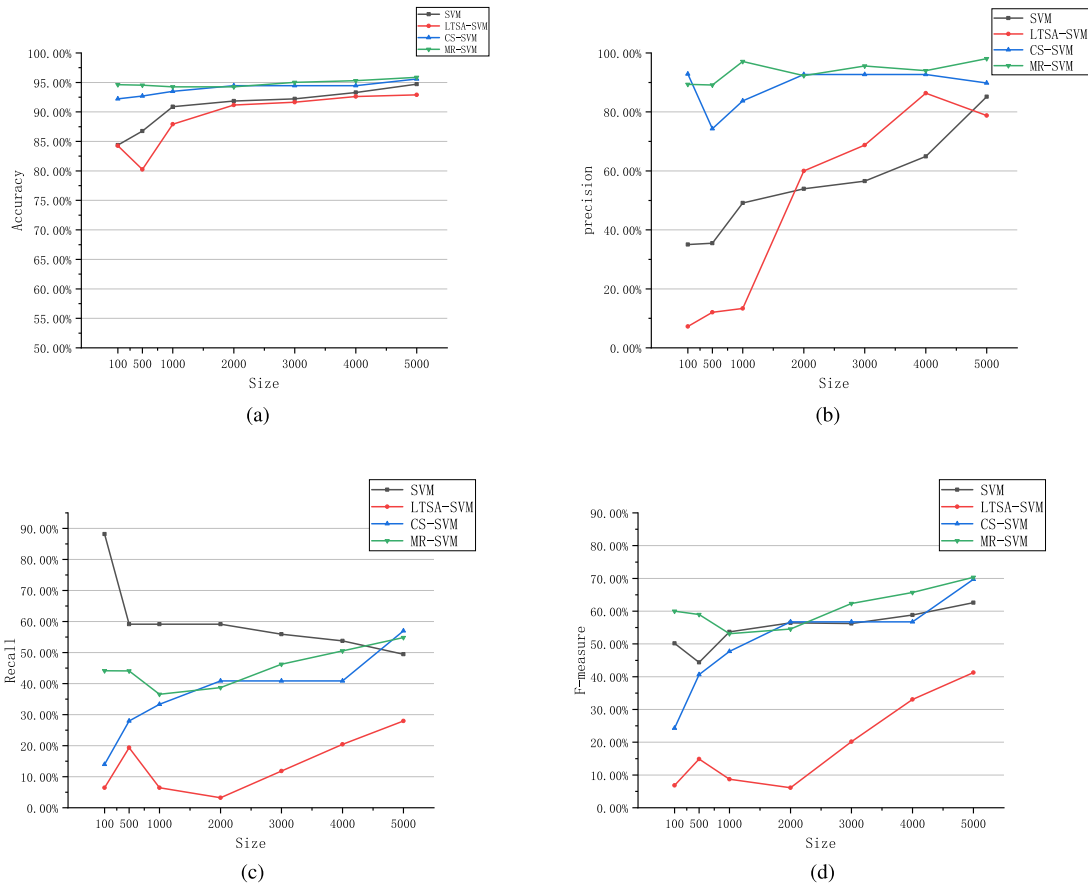 SVM
LTSA-SVM
CS-SVM
MR-SVM
100.00%
95.00%
90.00%
85.00%
80.00%
75.00%
70.00%
65.00%
60.00%
55.00%
50.00%
Accuracy
100 500 1000 2000 3000 4000 5000
Size
(a)
SVM
LTSA-SVM
CS-SVM
MR-SVM
100.00%
80.00%
60.00%
40.00%
20.00%
0.00%
precision
100 500 1000 2000 3000 4000 5000
Size
(b)
SVM
LTSA-SVM
CS-SVM
MR-SVM
90.00%
80.00%
70.00%
60.00%
50.00%
40.00%
30.00%
20.00%
10.00%
0.00%
Recall
100 500 1000 2000 3000 4000 5000
Size
(c)
SVM
LTSA-SVM
CS-SVM
MR-SVM
90.00%
80.00%
70.00%
60.00%
50.00%
40.00%
30.00%
20.00%
10.00%
0.00%
F-measure
100 500 1000 2000 3000 4000 5000
Size
(d)